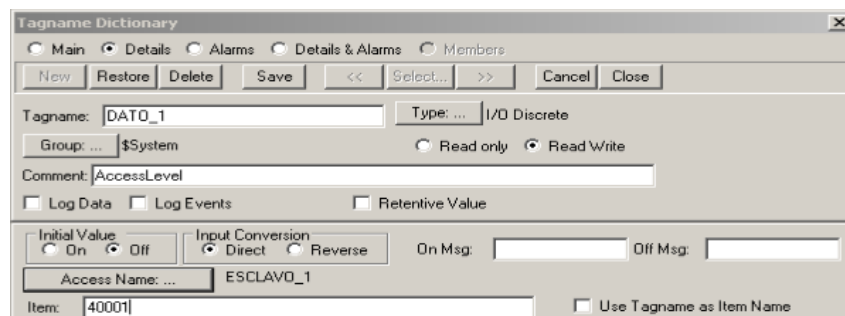 Tagname Dictionary
Main Details Alarms Details & Alarms Members
New Restore Delete Save << Select... >> Cancel Close
Tagname: DATO_1 Type: ... I/O Discrete
Group: ... $System Read only Read Write
Comment: AccessLevel
Log Data Log Events Retentive Value
Initial Value Input Conversion
On Off Direct Reverse On Msg: Off Msg:
Access Name: ... ESCLAVO_1
Item: 40001 Use Tagname as Item Name